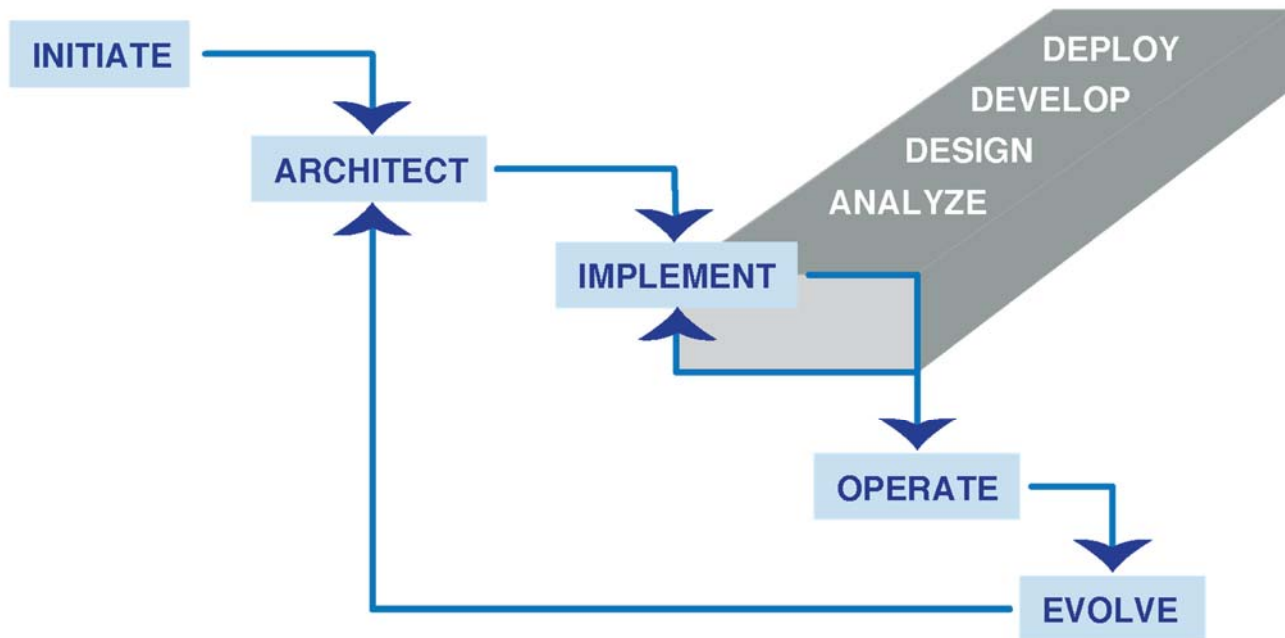 INITIATE
DEPLOY
DEVELOP
DESIGN
ARCHITECT
ANALYZE
IMPLEMENT
OPERATE
EVOLVE